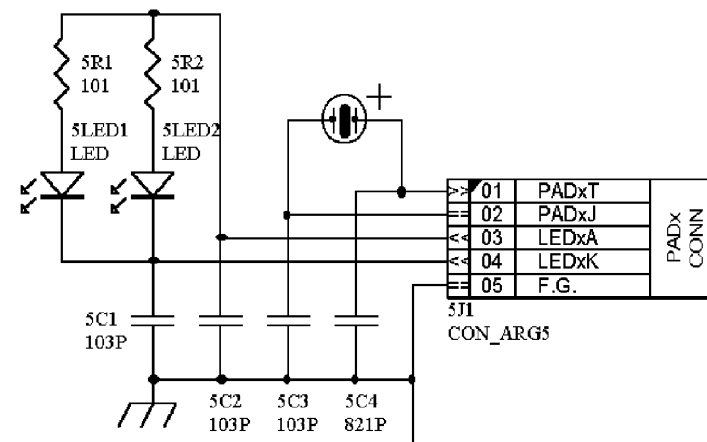 5R1
101
5R2
101
5LED1
LED
5LED2
LED
+
>> 01 PADxT
== 02 PADxJ
<< 03 LEDxA
<< 04 LEDxK
== 05 F.G.
PADx
CONN
5J1
CON_ARG5
5C1
103P
5C2
103P
5C3
103P
5C4
821P